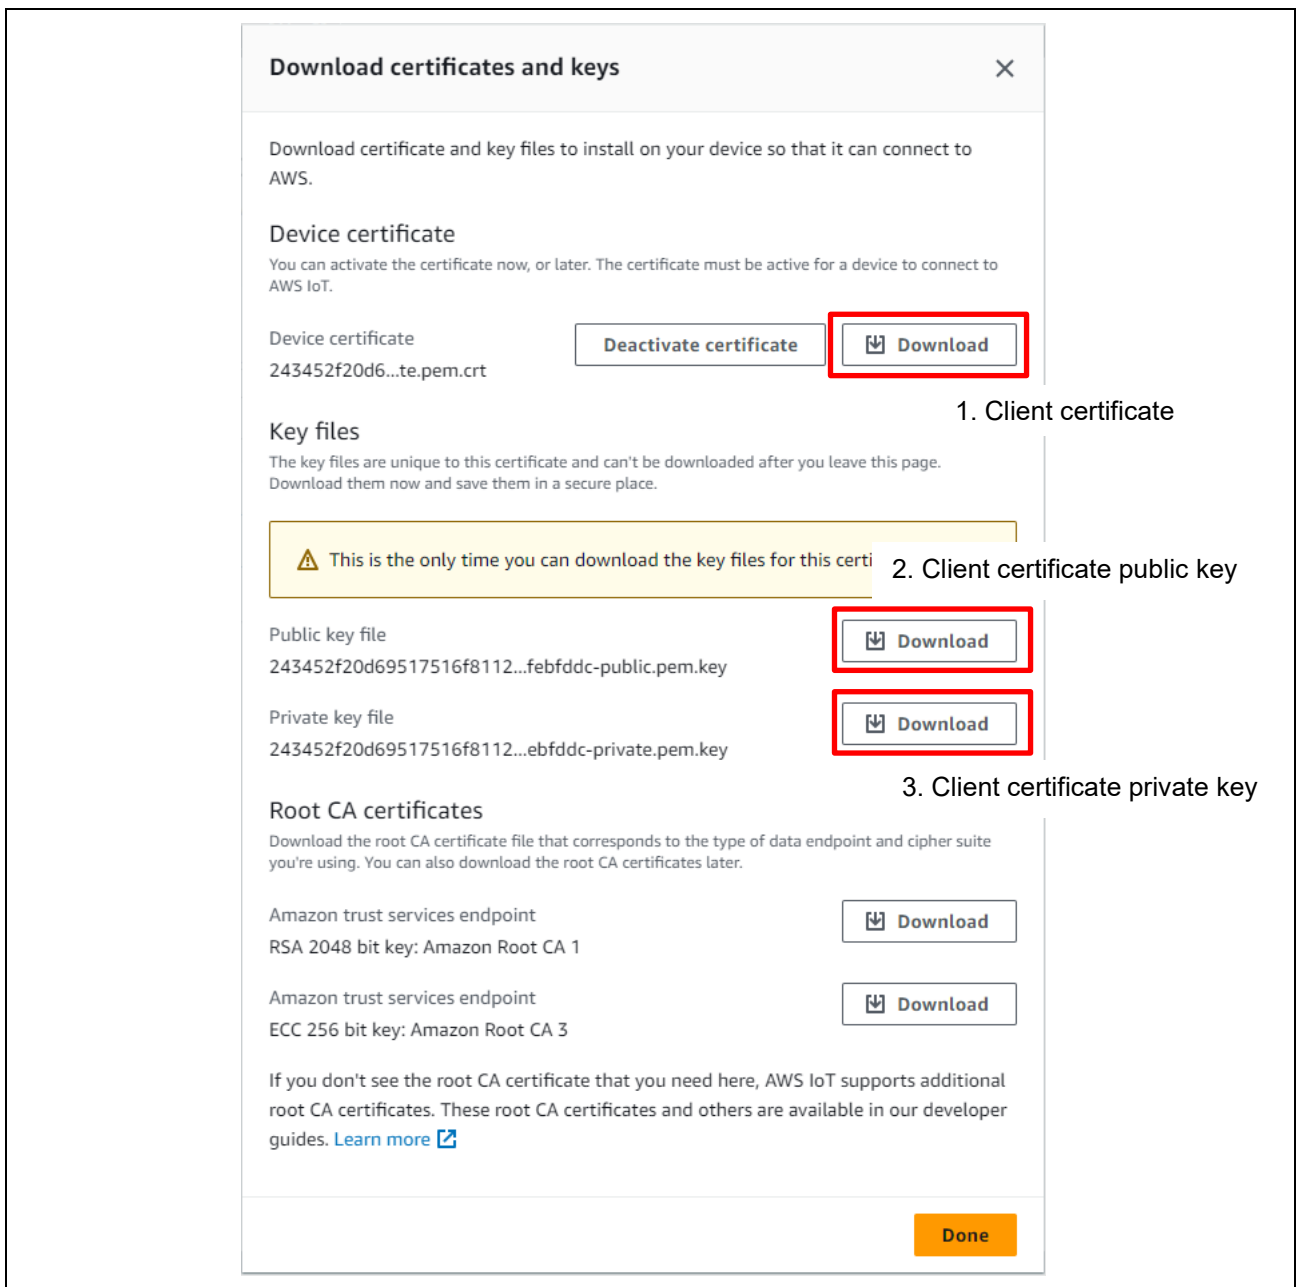 Download certificates and keys
Download certificate and key files to install on your device so that it can connect to
AWS.
Device certificate
You can activate the certificate now, or later. The certificate must be active for a device to connect to
AWS IoT.
Device certificate
243452f20d6...te.pem.crt
Deactivate certificate
Download
1. Client certificate
Key files
The key files are unique to this certificate and can't be downloaded after you leave this page.
Download them now and save them in a secure place.
This is the only time you can download the key files for this certi
2. Client certificate public key
Public key file
243452f20d69517516f8112...febfddc-public.pem.key
Download
Private key file
243452f20d69517516f8112...ebfddc-private.pem.key
Download
3. Client certificate private key
Root CA certificates
Download the root CA certificate file that corresponds to the type of data endpoint and cipher suite
you're using. You can also download the root CA certificates later.
Amazon trust services endpoint
RSA 2048 bit key: Amazon Root CA 1
Download
Amazon trust services endpoint
ECC 256 bit key: Amazon Root CA 3
Download
If you don't see the root CA certificate that you need here, AWS IoT supports additional
root CA certificates. These root CA certificates and others are available in our developer
guides. Learn more
Done